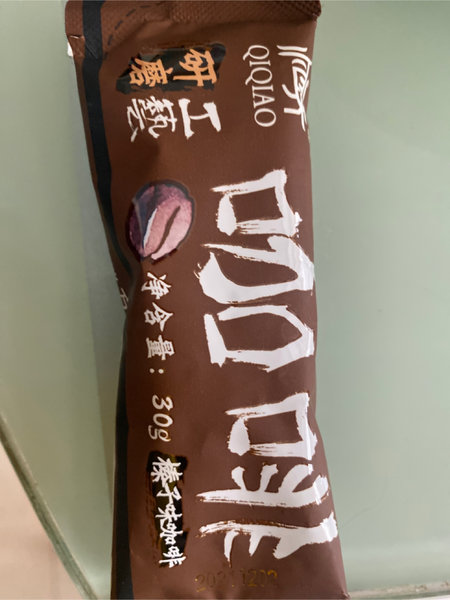 QIQIAO
研磨
工藝
咖啡
净含量：30g
榛子味咖啡